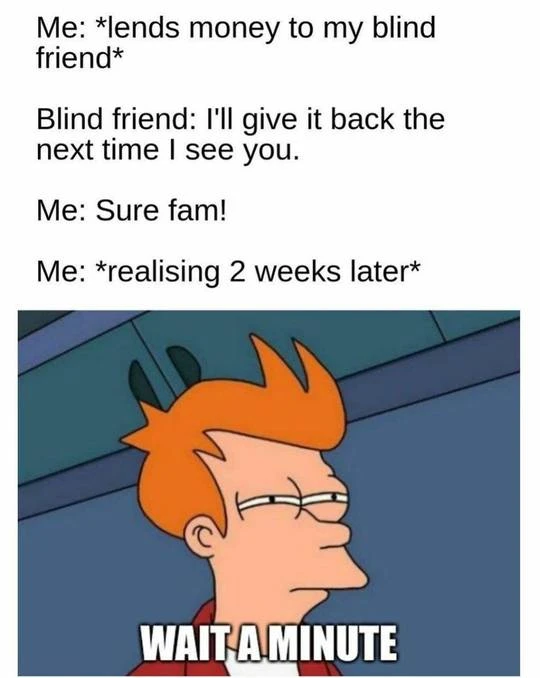 Me: *lends money to my blind
friend*
Blind friend: I'll give it back the
next time I see you.
Me: Sure fam!
Me: *realising 2 weeks later*
WAIT A MINUTE